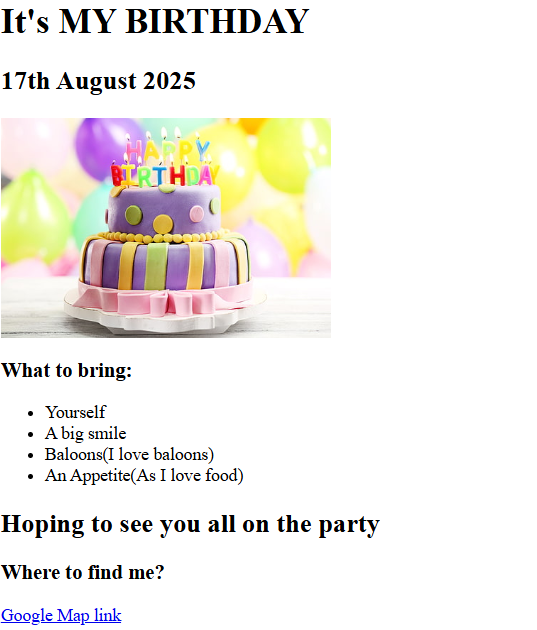 It's MY BIRTHDAY
17th August 2025
HAPPY
BIRTHDAY
What to bring:
Yourself
A big smile
Baloons(I love baloons)
An Appetite(As I love food)
Hoping to see you all on the party
Where to find me?
Google Map link